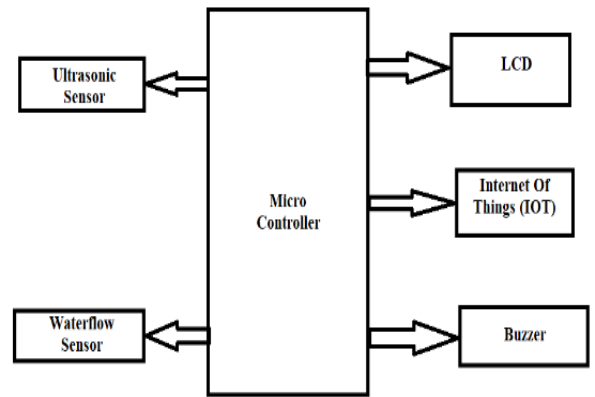 Ultrasonic
Sensor
LCD
Micro
Controller
Internet Of
Things (IOT)
Waterflow
Sensor
Buzzer